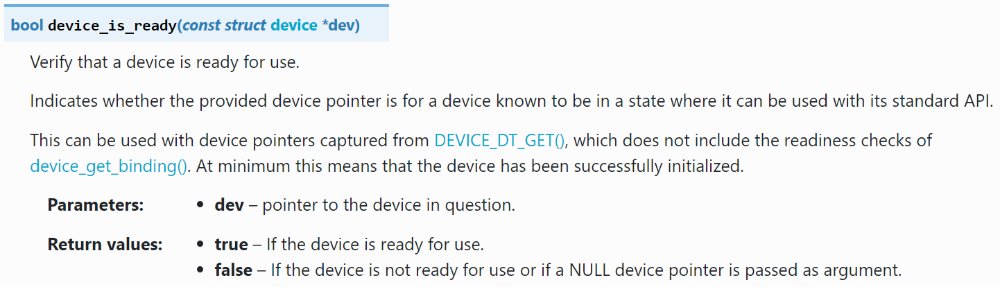 bool device_is_ready(const struct device *dev)
Verify that a device is ready for use.
Indicates whether the provided device pointer is for a device known to be in a state where it can be used with its standard API.
This can be used with device pointers captured from DEVICE_DT_GET(), which does not include the readiness checks of
device_get_binding(). At minimum this means that the device has been successfully initialized.
Parameters: • dev – pointer to the device in question.
Return values: • true – If the device is ready for use.
• false – If the device is not ready for use or if a NULL device pointer is passed as argument.